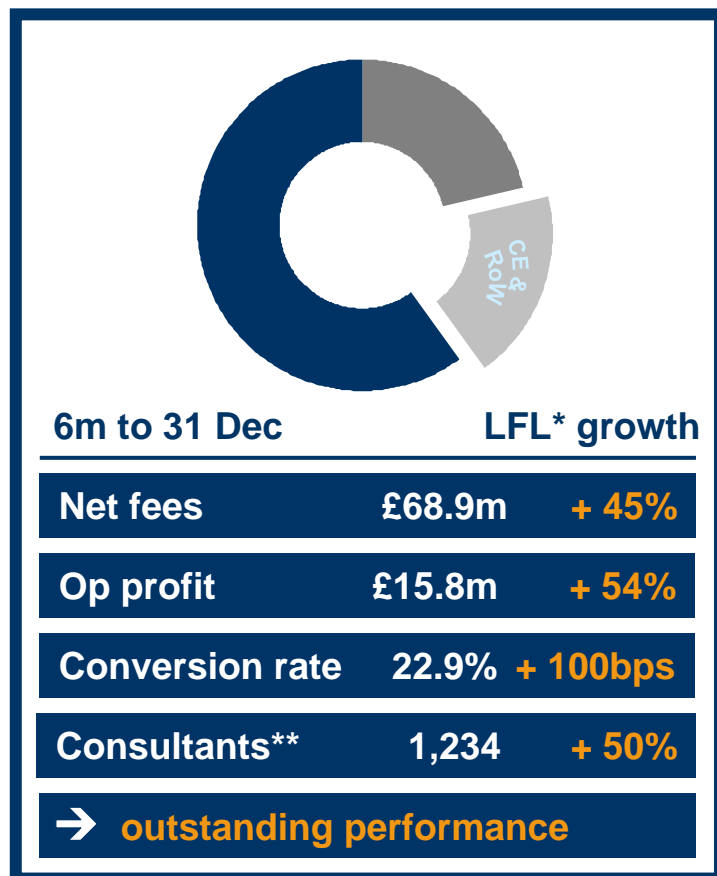 CE &
RoW
6m to 31 Dec LFL* growth
Net fees £68.9m + 45%
Op profit £15.8m + 54%
Conversion rate 22.9% + 100bps
Consultants** 1,234 + 50%
➔ outstanding performance